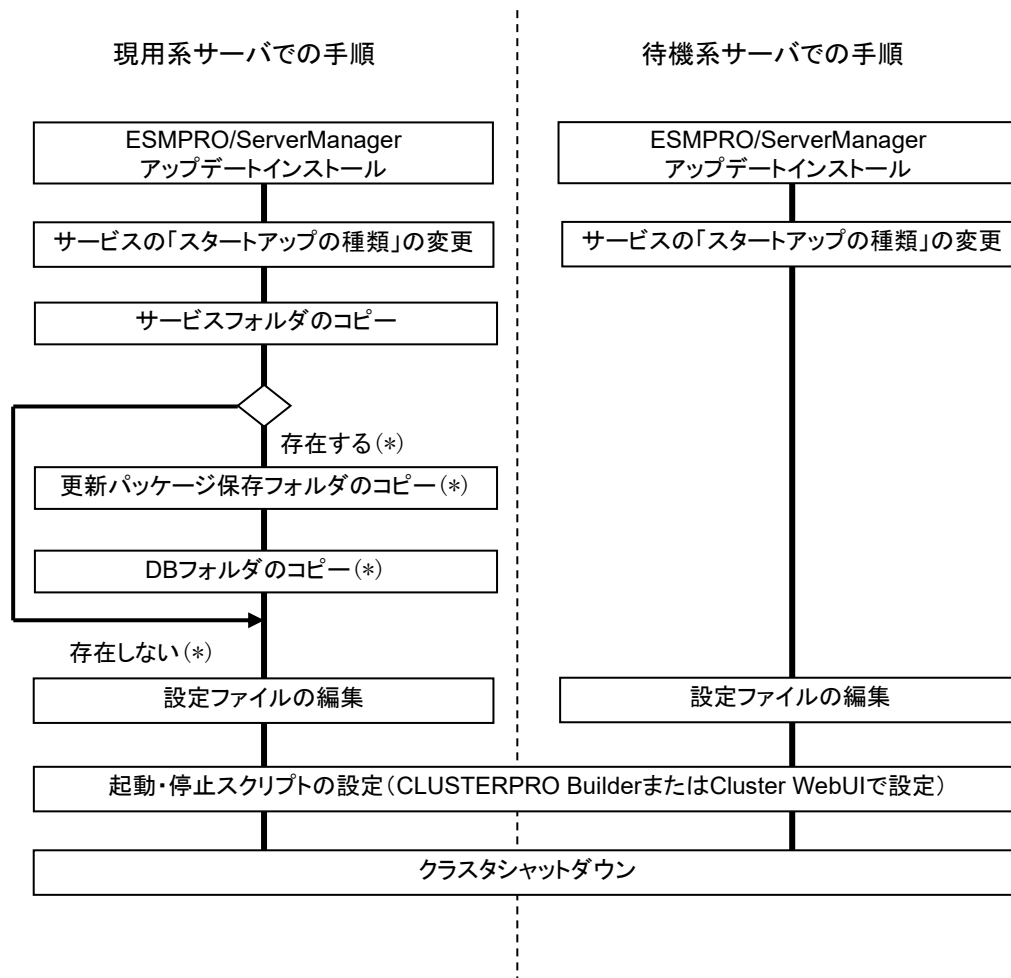 現用系サーバでの手順
待機系サーバでの手順
ESMPRO/ServerManager
アップデートインストール
ESMPRO/ServerManager
アップデートインストール
サービスの「スタートアップの種類」の変更
サービスの「スタートアップの種類」の変更
サービスフォルダのコピー
存在する(*)
更新パッケージ保存フォルダのコピー(*)
DBフォルダのコピー(*)
存在しない(*)
設定ファイルの編集
設定ファイルの編集
起動・停止スクリプトの設定(CLUSTERPRO BuilderまたはCluster WebUIで設定)
クラスタシャットダウン